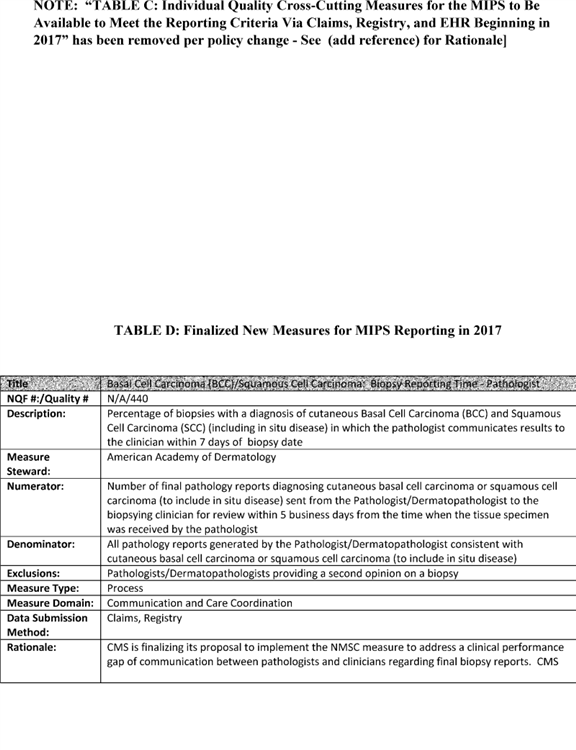 NOTE:  “TABLE C: Individual Quality Cross-Cutting Measures for the MIPS to Be
Available to Meet the Reporting Criteria Via Claims, Registry, and EHR Beginning in
2017” has been removed per policy change - See  (add reference) for Rationale]
TABLE D: Finalized New Measures for MIPS Reporting in 2017
Title Basal Cell Carcinoma (BCC)/Squamous Cell Carcinoma:  Biopsy Reporting Time - Pathologist
NQF #:/Quality # N/A/440
Description: Percentage of biopsies with a diagnosis of cutaneous Basal Cell Carcinoma (BCC) and Squamous
Cell Carcinoma (SCC) (including in situ disease) in which the pathologist communicates results to
the clinician within 7 days of  biopsy date
Measure American Academy of Dermatology
Steward:
Numerator: Number of final pathology reports diagnosing cutaneous basal cell carcinoma or squamous cell
carcinoma (to include in situ disease) sent from the Pathologist/Dermatopathologist to the
biopsying clinician for review within 5 business days from the time when the tissue specimen
was received by the pathologist
Denominator: All pathology reports generated by the Pathologist/Dermatopathologist consistent with
cutaneous basal cell carcinoma or squamous cell carcinoma (to include in situ disease)
Exclusions: Pathologists/Dermatopathologists providing a second opinion on a biopsy
Measure Type: Process
Measure Domain: Communication and Care Coordination
Data Submission Claims, Registry
Method:
Rationale: CMS is finalizing its proposal to implement the NMSC measure to address a clinical performance
gap of communication between pathologists and clinicians regarding final biopsy reports.  CMS